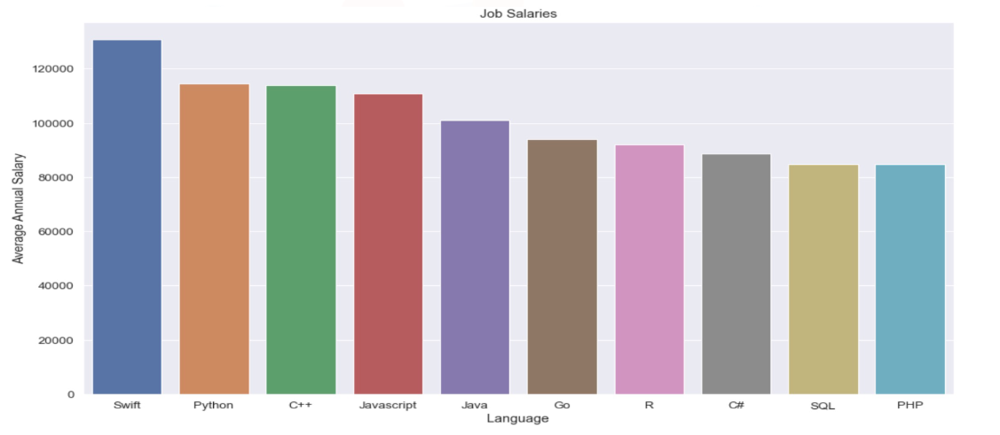 Job Salaries
120000
100000
80000
60000
40000
20000
0
Average Annual Salary
Swift Python C++ Javascript Java Go R C# SQL PHP
Language